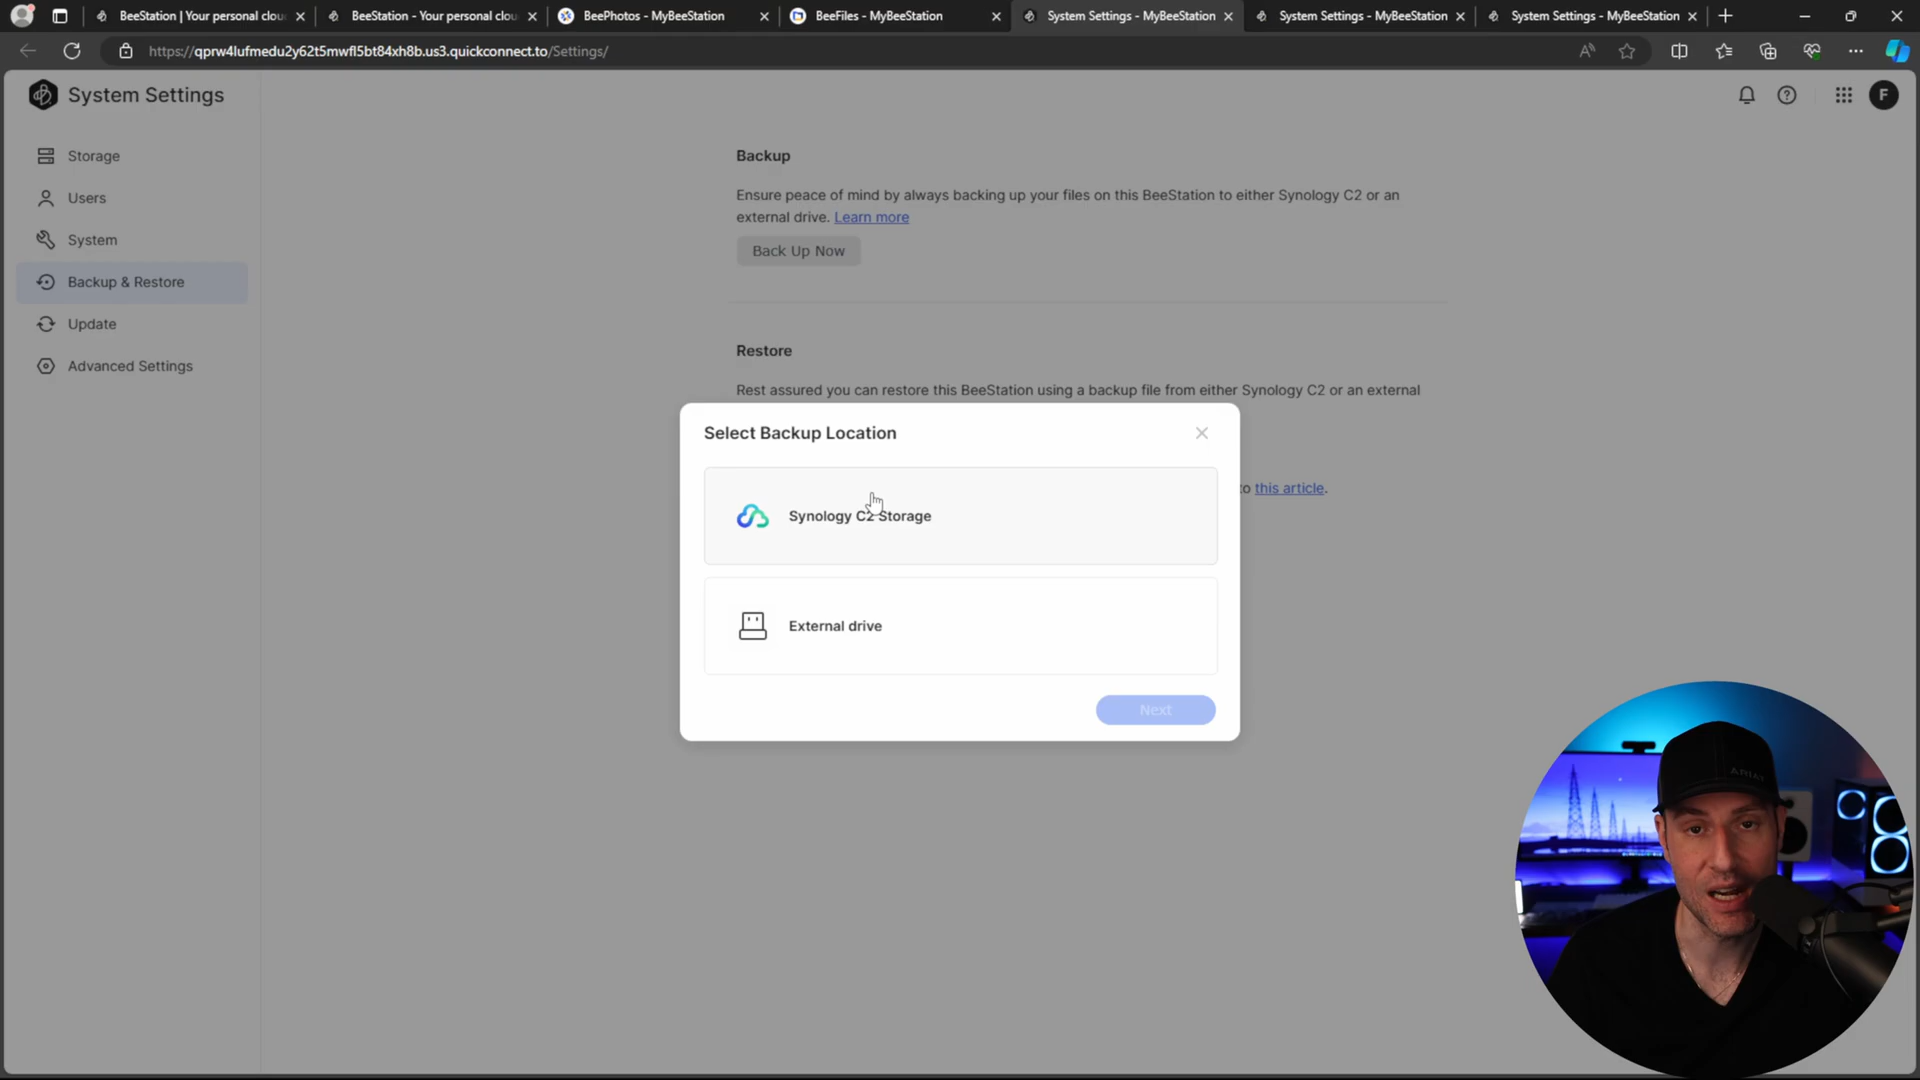 BeeStation | Your personal clou
BeeStation - Your personal clou
BeePhotos - MyBeeStation
BeeFiles - MyBeeStation
System Settings - MyBeeStation
System Settings - MyBeeStation
System Settings - MyBeeStation
https://qprw4lufmedu2y62t5mwfl5bt84xh8b.us3.quickconnect.to/Settings/
System Settings
F
Storage
Users
System
Backup & Restore
Update
Advanced Settings
Backup
Ensure peace of mind by always backing up your files on this BeeStation to either Synology C2 or an
external drive. Learn more
Back Up Now
Restore
Rest assured you can restore this BeeStation using a backup file from either Synology C2 or an external
to this article.
Select Backup Location
Synology C2 Storage
External drive
Next
ARIAT